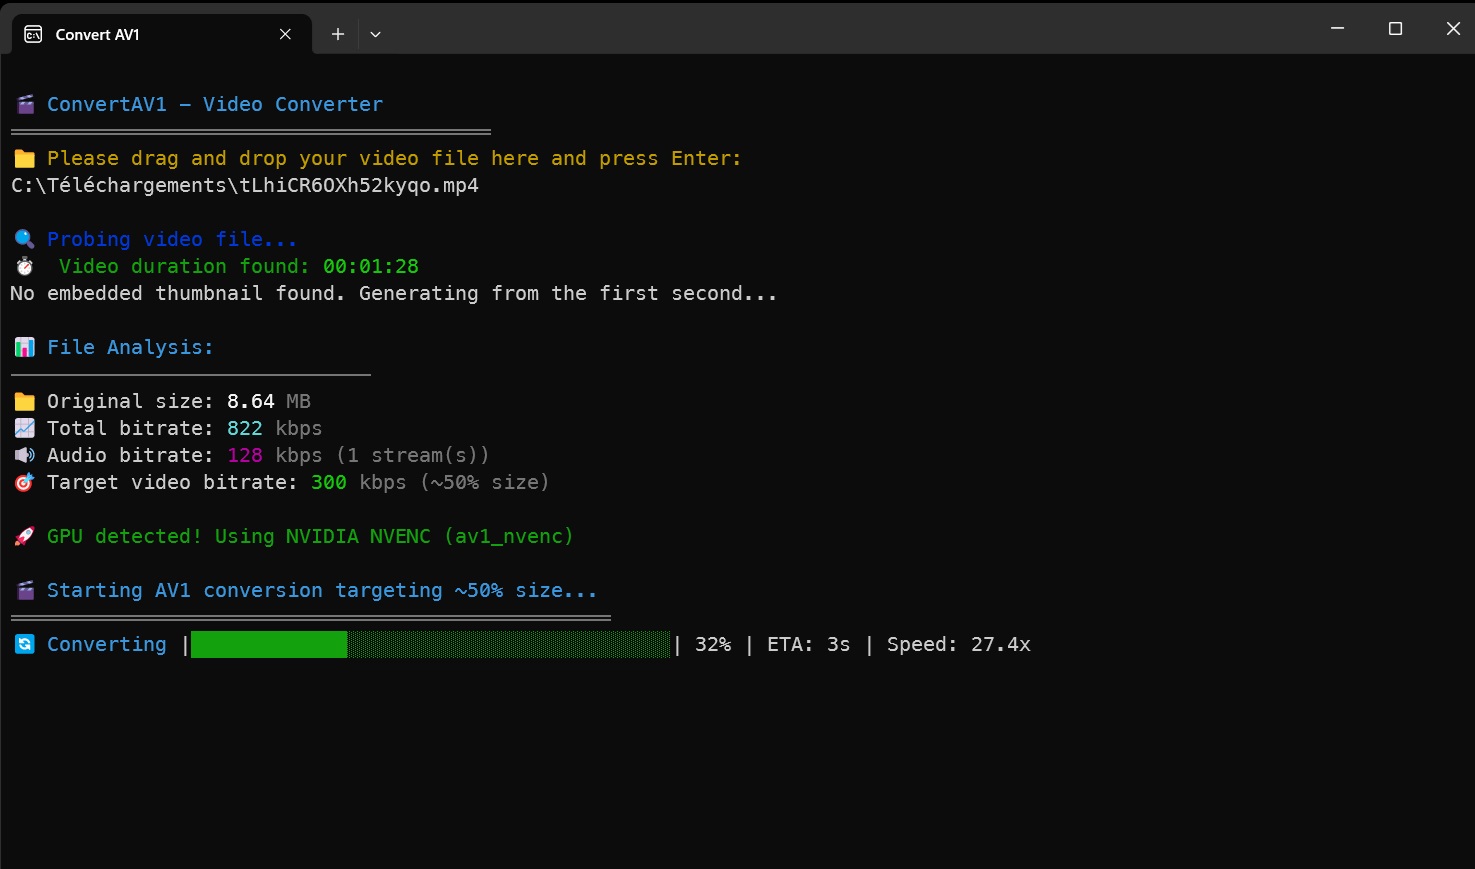 Convert AV1
🎬 ConvertAV1 - Video Converter
📁 Please drag and drop your video file here and press Enter:
C:\Téléchargements\tLhiCR6OXh52kyqo.mp4
🔍 Probing video file...
⏱ Video duration found: 00:01:28
No embedded thumbnail found. Generating from the first second...
📊 File Analysis:
📁 Original size: 8.64 MB
📈 Total bitrate: 822 kbps
🔊 Audio bitrate: 128 kbps (1 stream(s))
🎯 Target video bitrate: 300 kbps (~50% size)
🚀 GPU detected! Using NVIDIA NVENC (av1_nvenc)
🎬 Starting AV1 conversion targeting ~50% size...
🔄 Converting | | 32% | ETA: 3s | Speed: 27.4x